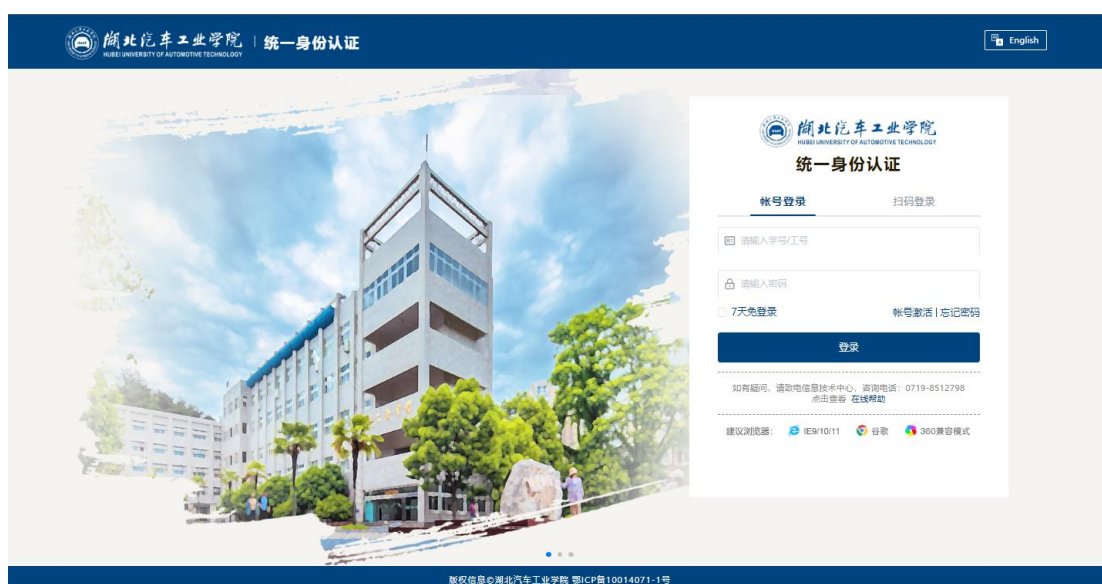 湖北汽车工业学院
HUBEI UNIVERSITY OF AUTOMOTIVE TECHNOLOGY
统一身份认证
English
湖北汽车工业学院
HUBEI UNIVERSITY OF AUTOMOTIVE TECHNOLOGY
统一身份认证
帐号登录 扫码登录
请输入学号/工号
请输入密码
7天免登录 帐号激活 | 忘记密码
登录
如有疑问，请致电信息技术中心，咨询电话：0719-8512798
点击查看 在线帮助
建议浏览器： IE9/10/11 谷歌 360兼容模式
版权信息©湖北汽车工业学院 鄂ICP备10014071-1号